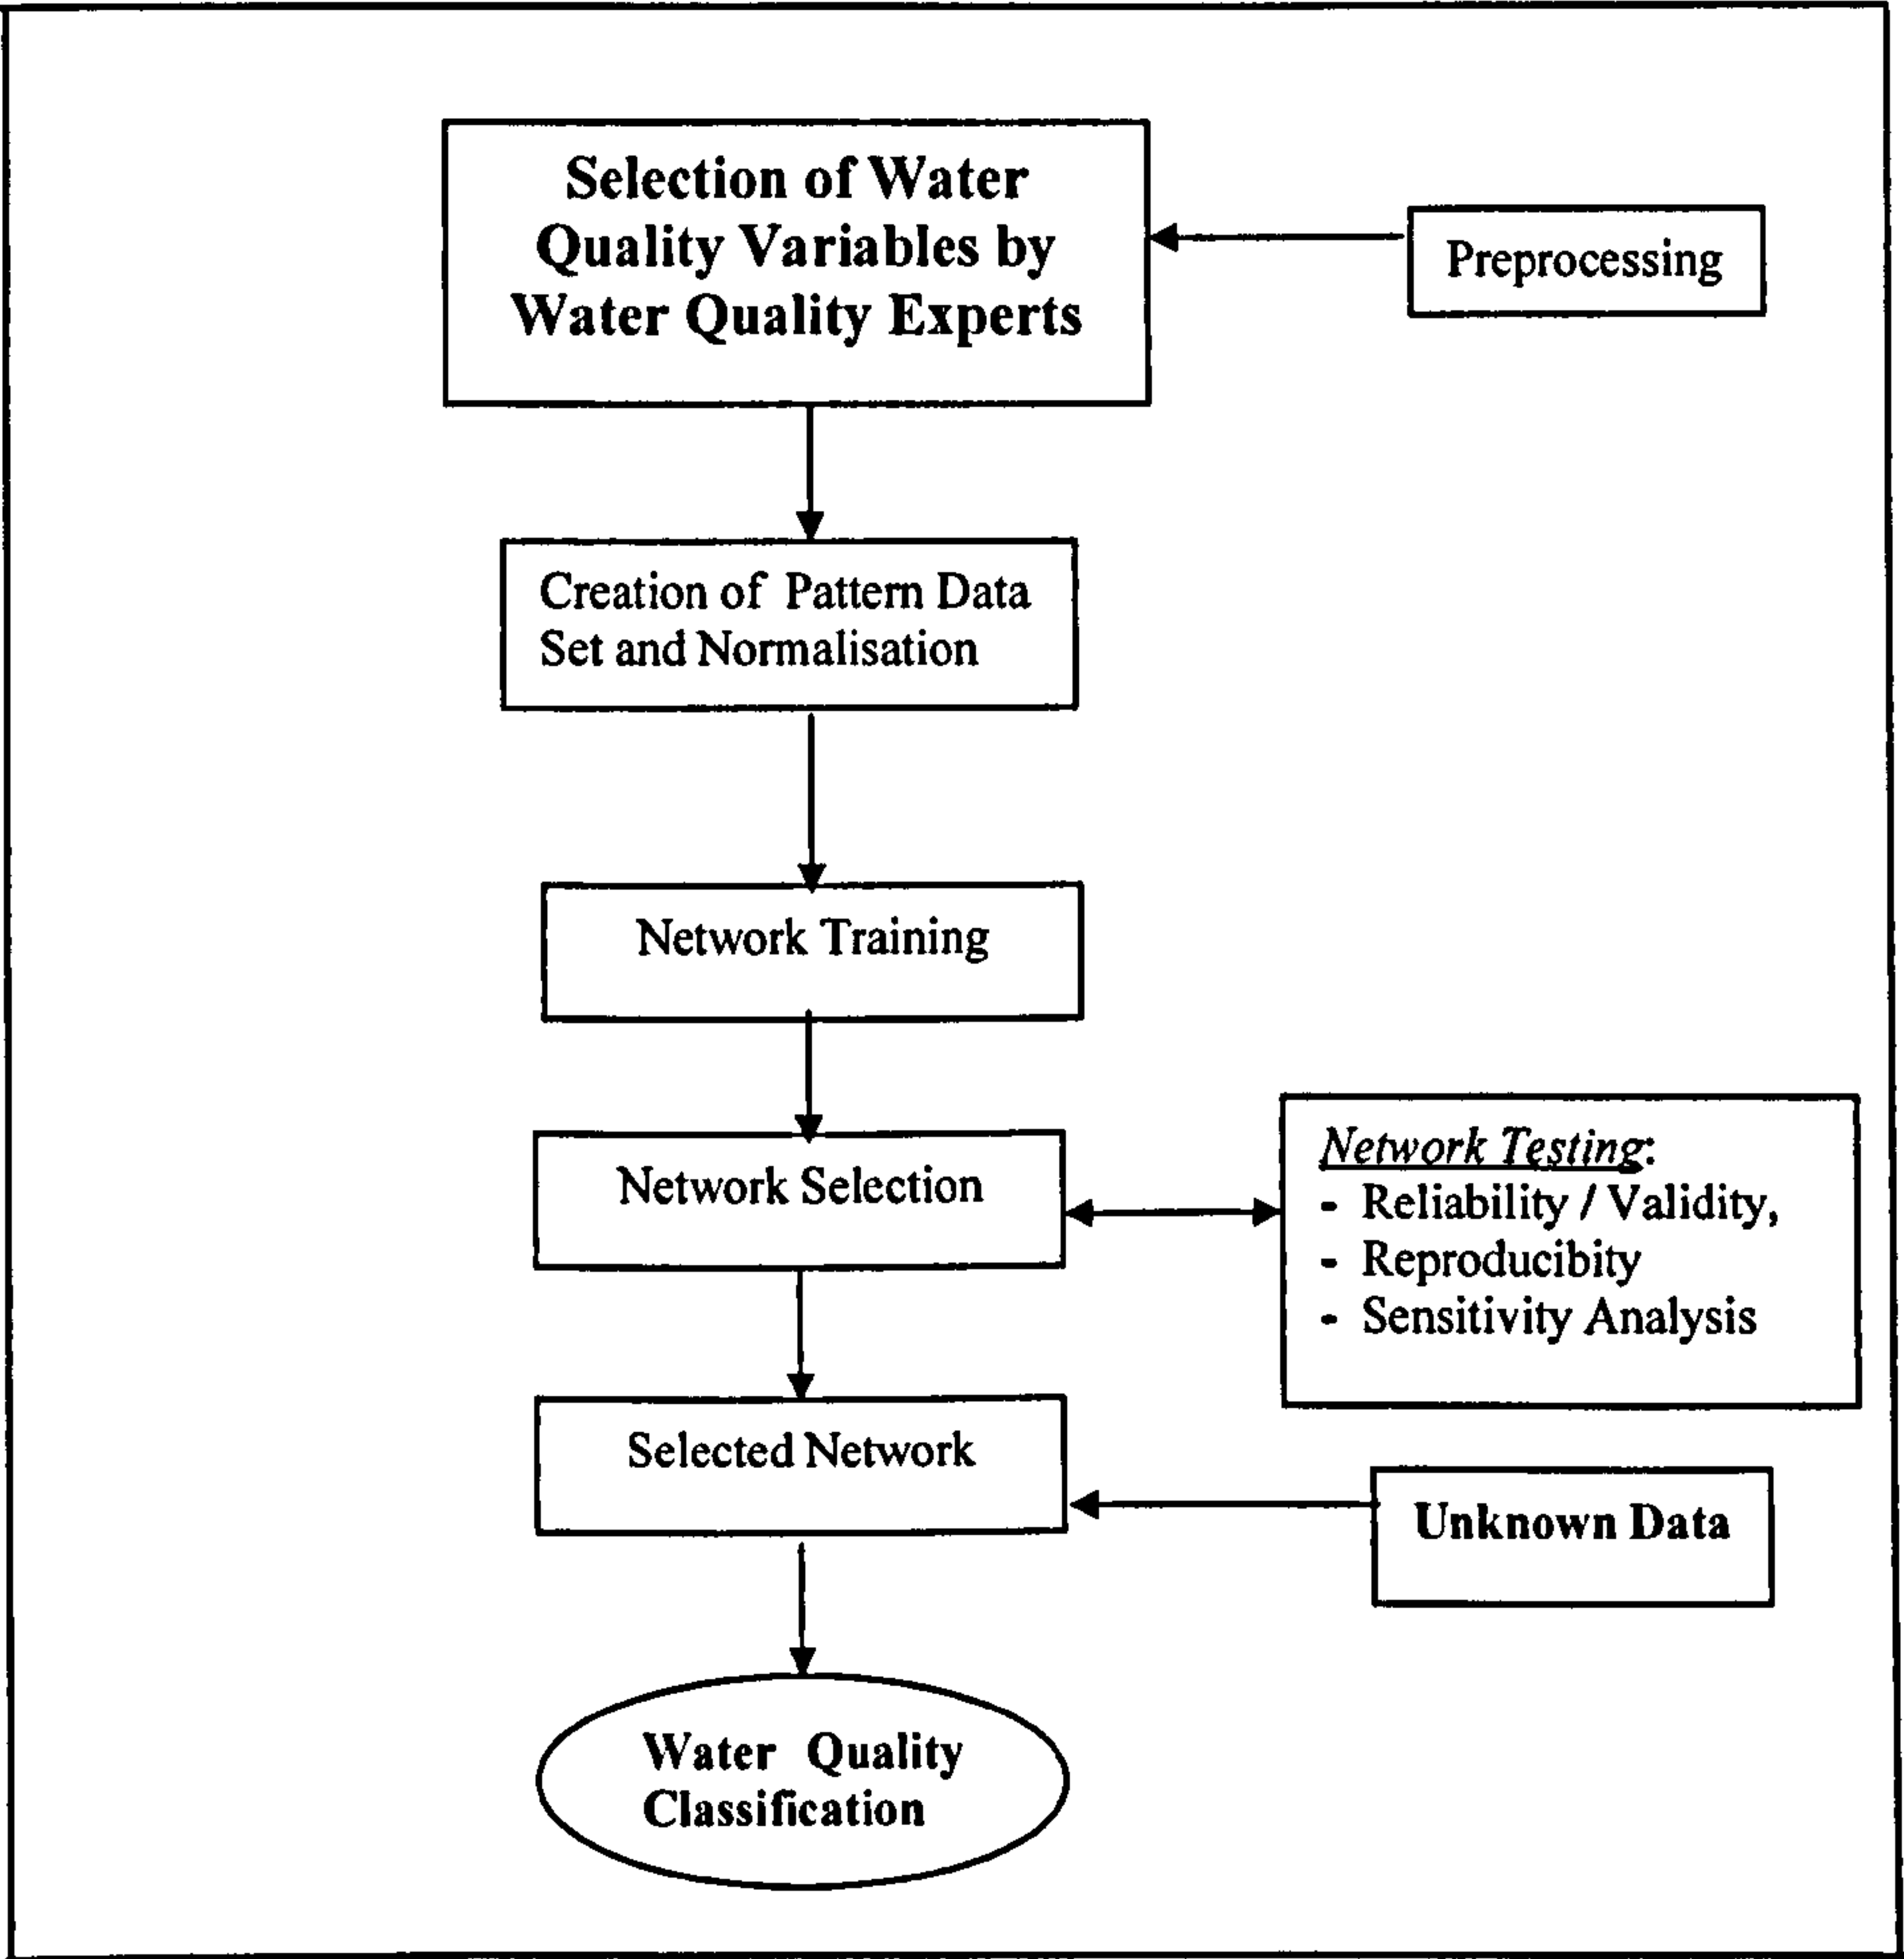 Selection of Water
Quality Variables by
Water Quality Experts
Preprocessing
Creation of Pattern Data
Set and Normalisation
Network Training
Network Selection
Network Testing:
- Reliability / Validity,
- Reproducibity
- Sensitivity Analysis
Selected Network
Unknown Data
Water Quality
Classification